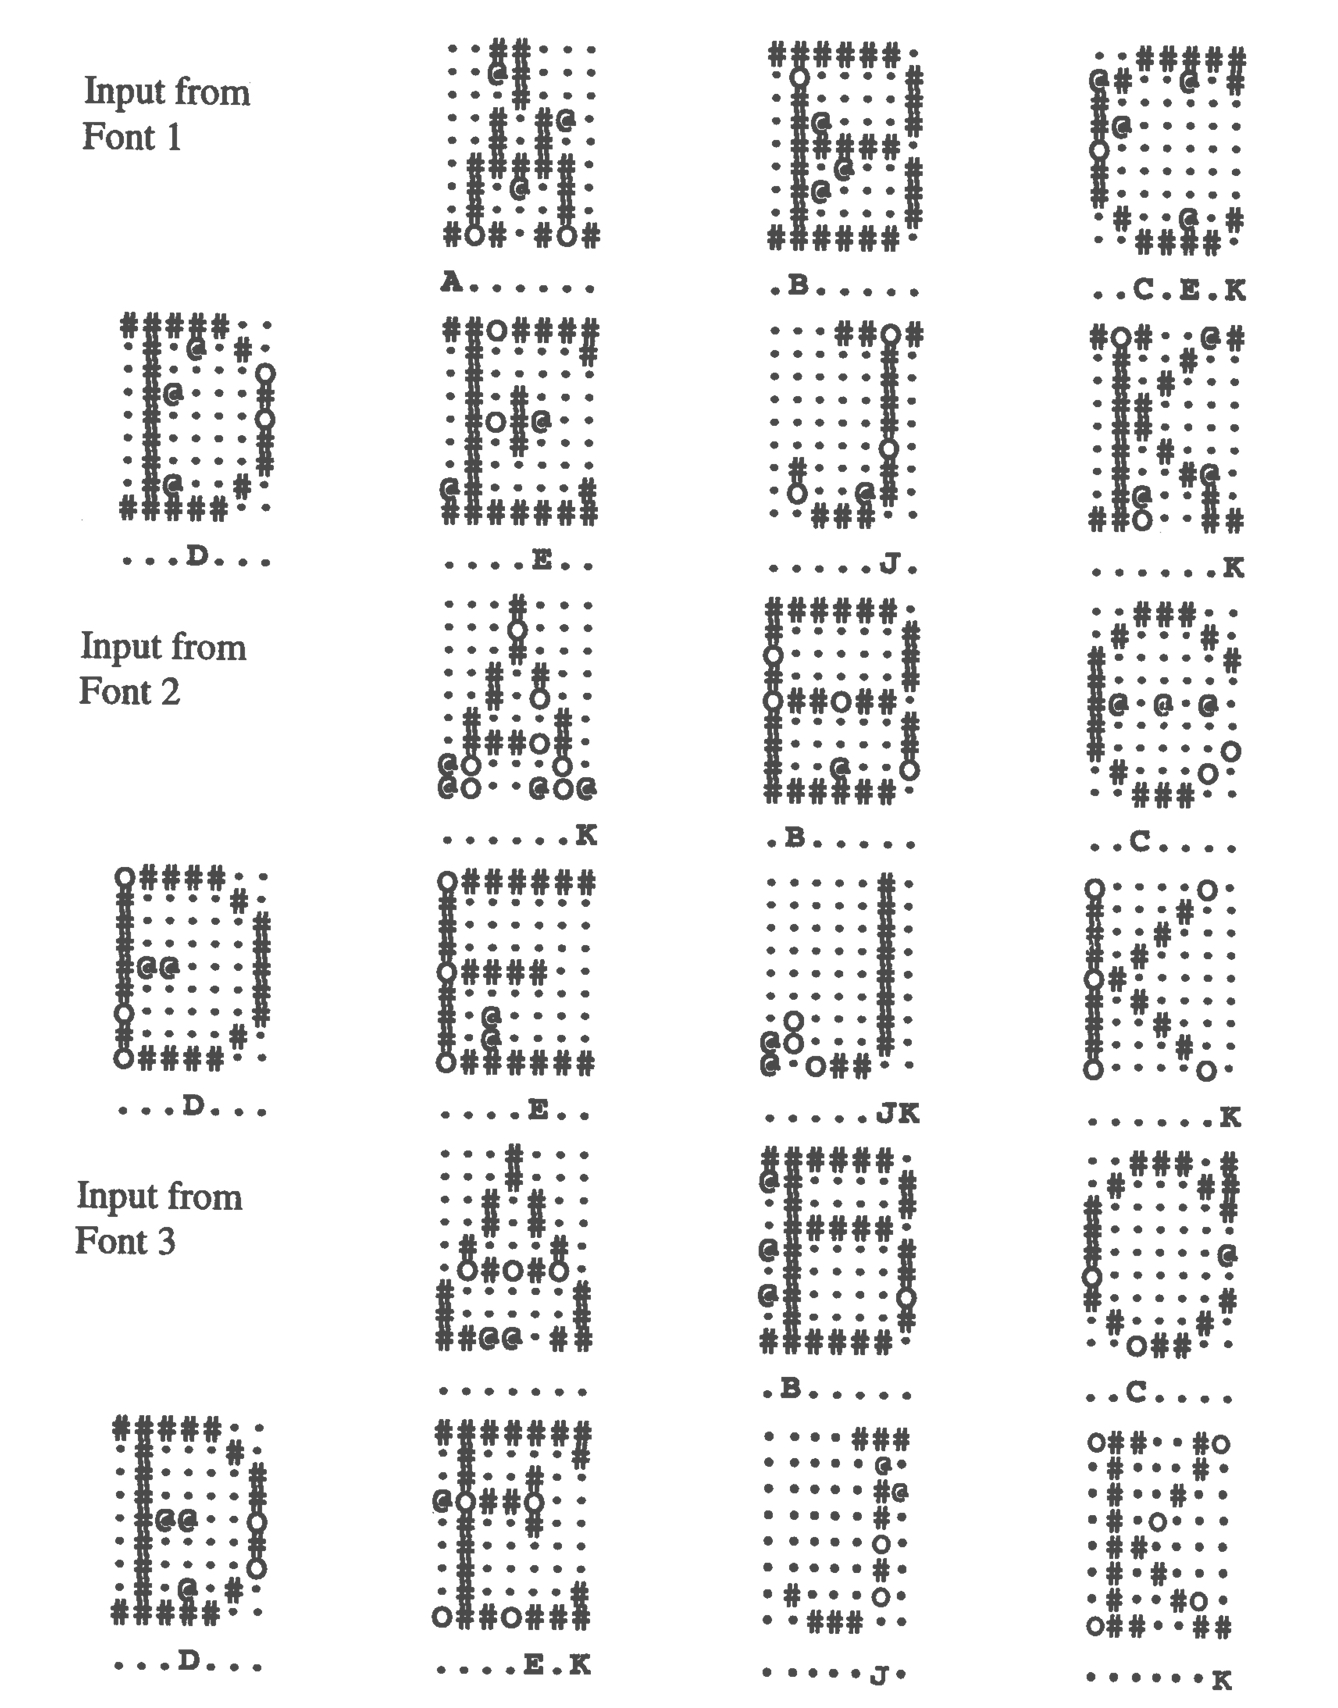 Input from
Font 1
..##...
..@#...
...#...
..#.#@.
..#.#..
.#####.
.#.@.#.
.#...#.
#O#.#O#
A......
######.
.O....#
.#....#
.#@...#
.#####.
.#.@..#
.#@...#
.#....#
######.
.B.....
..#####
@#..@.#
#......
#@.....
O......
#......
#......
.#..@.#
..####.
..C.E.K
#####..
.#.@.#.
.#....O
.#@...#
.#....O
.#....#
.#....#
.#@..#.
#####..
...D...
##O####
.#....#
.#.....
.#.#...
.#O#@..
.#.#...
.#.....
@#....#
#######
....E..
...##O#
.....#.
.....#.
.....#.
.....#.
.....O.
.#...#.
.O..@#.
..###..
.....J.
#O#..@#
.#..#..
.#.#...
.##....
.##....
.#.#...
.#..#@.
.#@..#.
##O..##
......K
Input from
Font 2
...#...
...O...
...#...
..#.#..
..#.O..
.#...#.
.###O#.
@O...O.
@O..@O@
......K
######.
#.....#
O.....#
#.....#
O##O##.
#.....#
#.....#
#..@..O
######.
.B.....
..###..
.#...#.
#.....#
#......
#@.@.@.
#......
#.....O
.#...O.
..###..
..C....
O####..
#....#.
#.....#
#.....#
#@@...#
#.....#
O.....#
#....#.
O####..
...D...
O######
#......
#......
#......
O####..
#......
#.@....
#.@....
O######
....E..
.....#.
.....#.
.....#.
.....#.
.....#.
.....#.
.O...#.
@O...#.
@.O##..
.....JK
O....O.
#...#..
#..#...
#.#....
O#.....
#.#....
#..#...
#...#..
O....O.
......K
Input from
Font 3
...#...
...#...
..#.#..
..#.#..
.#...#.
.O#O#O.
#.....#
#.....#
##@@.##
.......
######.
@#....#
.#....#
.#####.
@#....#
.#....#
@#....O
.#....#
######.
.B.....
..###.#
.#...##
#.....#
#......
#.....@
O......
#.....#
.#...#.
..O##..
..C....
#####..
.#...#.
.#....#
.#....#
.#@@..O
.#....#
.#....O
.#.@.#.
#####..
...D...
#######
.#....#
.#..#..
@O##O..
.#..#..
.#.....
.#.....
.#....#
O##O###
....E.K
....###
.....@.
.....#@
.....#.
.....O.
.....#.
.#...O.
..###..
.....J.
O##..#O
.#...#.
.#..#..
.#.O...
.##....
.#.#...
.#..#O.
O##..##
......K